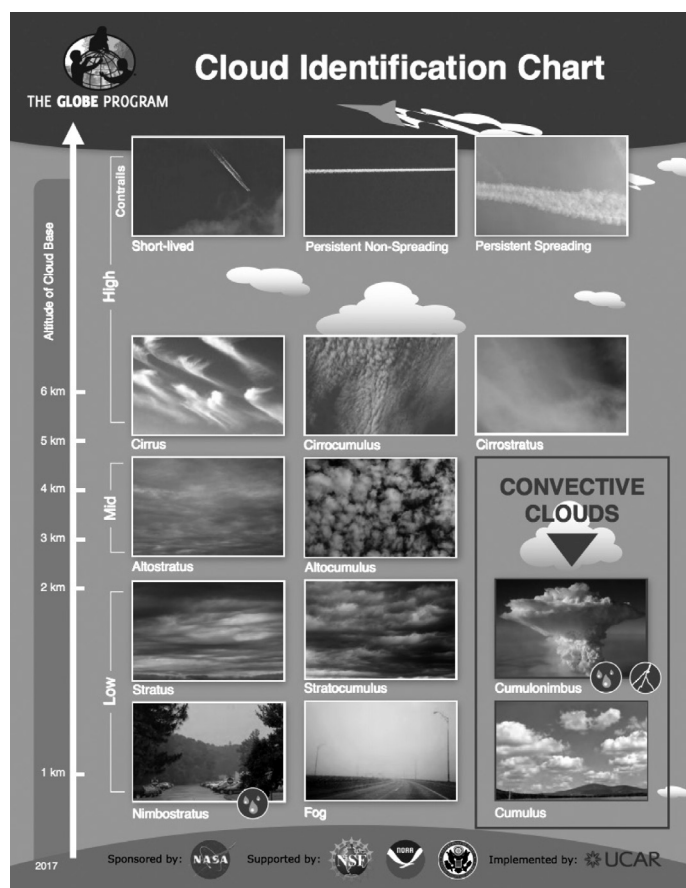 Cloud Identification Chart
THE GLOBE PROGRAM
Altitude of Cloud Base
High
Contrails
Short-lived
Persistent Non-Spreading
Persistent Spreading
6 km
5 km
Cirrus
Cirrocumulus
Cirrostratus
4 km
3 km
Mid
Altostratus
Altocumulus
CONVECTIVE
CLOUDS
2 km
Low
Stratus
Stratocumulus
Cumulonimbus
1 km
Nimbostratus
Fog
Cumulus
2017
Sponsored by:
NASA
Supported by:
NSF
NOAA
Implemented by:
UCAR